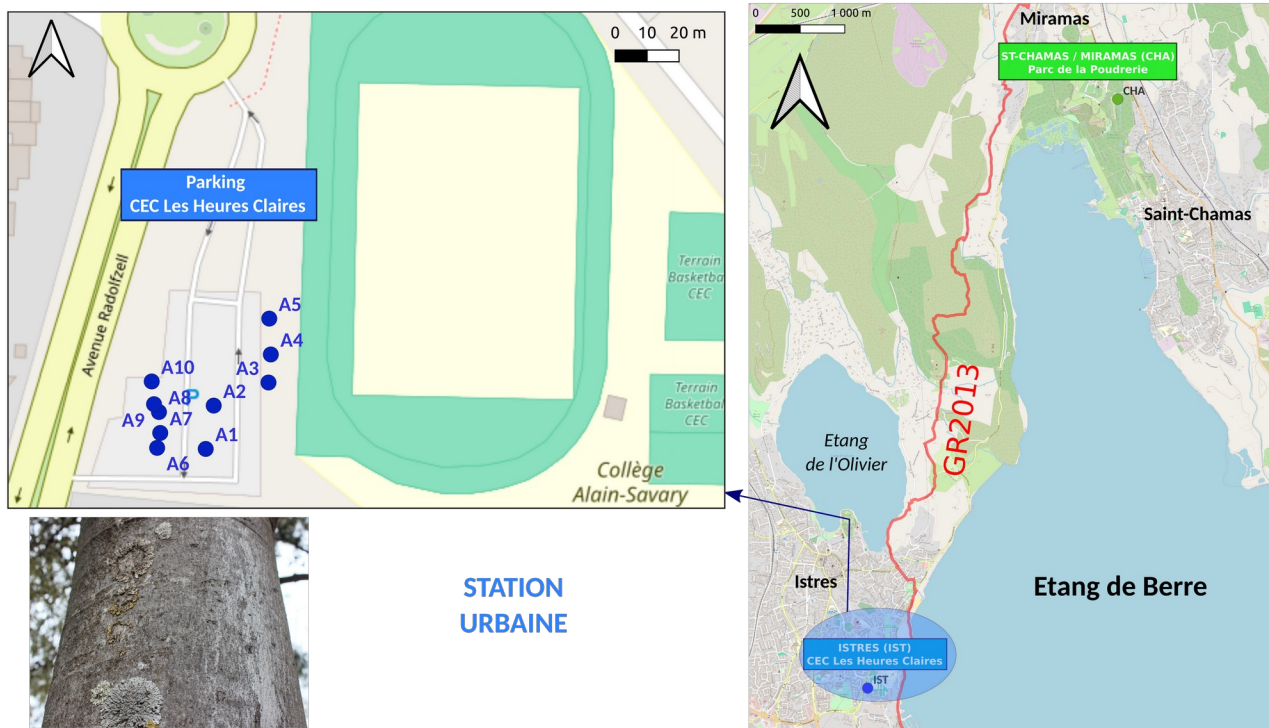 0 10 20 m
Parking
CEC Les Heures Claires
Avenue Radolfzell
Terrain
Basketba
CEC
Terrain
Basketbal
CEC
A5
A4
A3
A10
P
A2
A8
A9
A7
A1
A6
Collège
Alain-Savary
STATION
URBAINE
0 500 1 000 m
Miramas
ST-CHAMAS / MIRAMAS (CHA)
Parc de la Poudrerie
CHA
Saint-Chamas
GR2013
Etang
de l'Olivier
Istres
Etang de Berre
ISTRES (IST)
CEC Les Heures Claires
IST